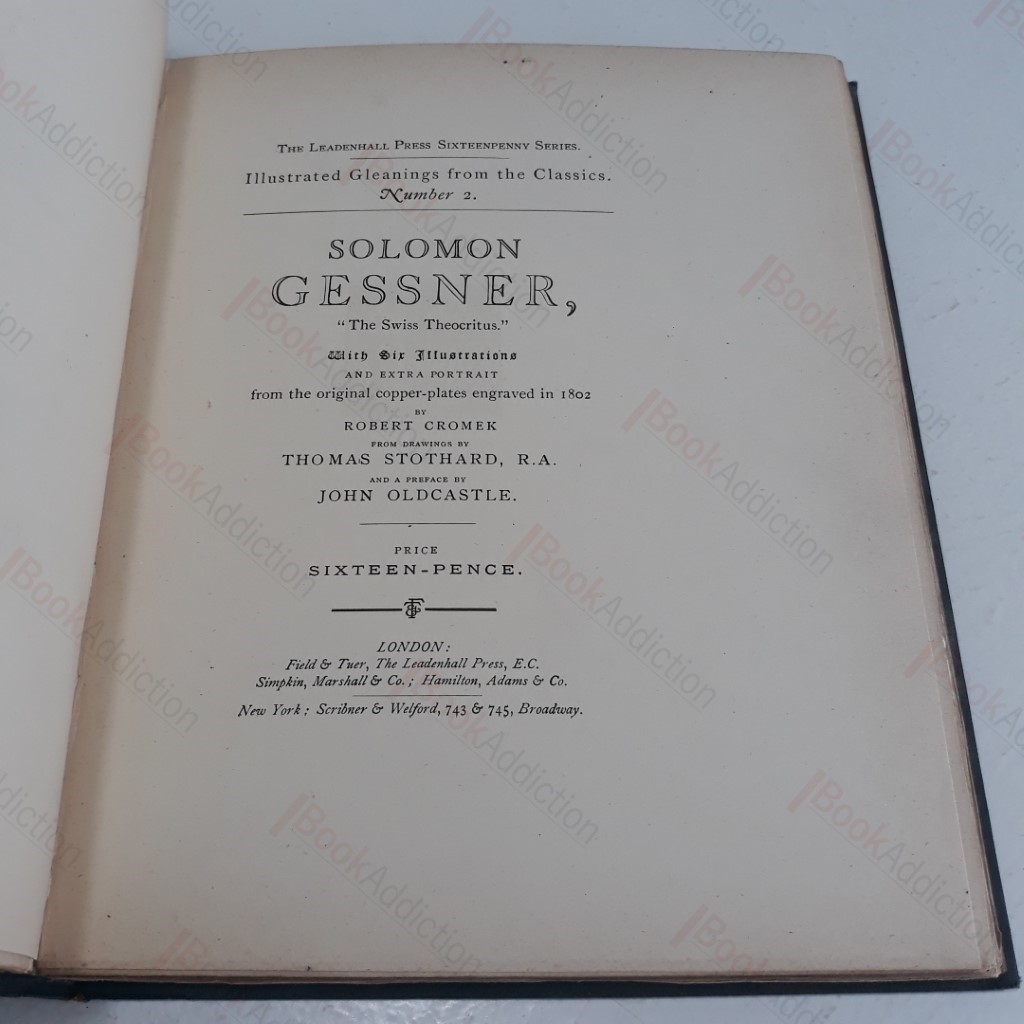 The Leadenhall Press Sixteenpenny Series.
Illustrated Gleanings from the Classics.
Number 2.
SOLOMON
GESSNER,
"The Swiss Theocritus."
With Six Illustrations
AND EXTRA PORTRAIT
from the original copper-plates engraved in 1802
BY
ROBERT CROMEK
FROM DRAWINGS BY
THOMAS STOTHARD, R.A.
AND A PREFACE BY
JOHN OLDCASTLE.
PRICE
SIXTEEN-PENCE.
LONDON:
Field & Tuer, The Leadenhall Press, E.C.
Simpkin, Marshall & Co.; Hamilton, Adams & Co.
New York: Scribner & Welford, 743 & 745, Broadway.
BookAddiction